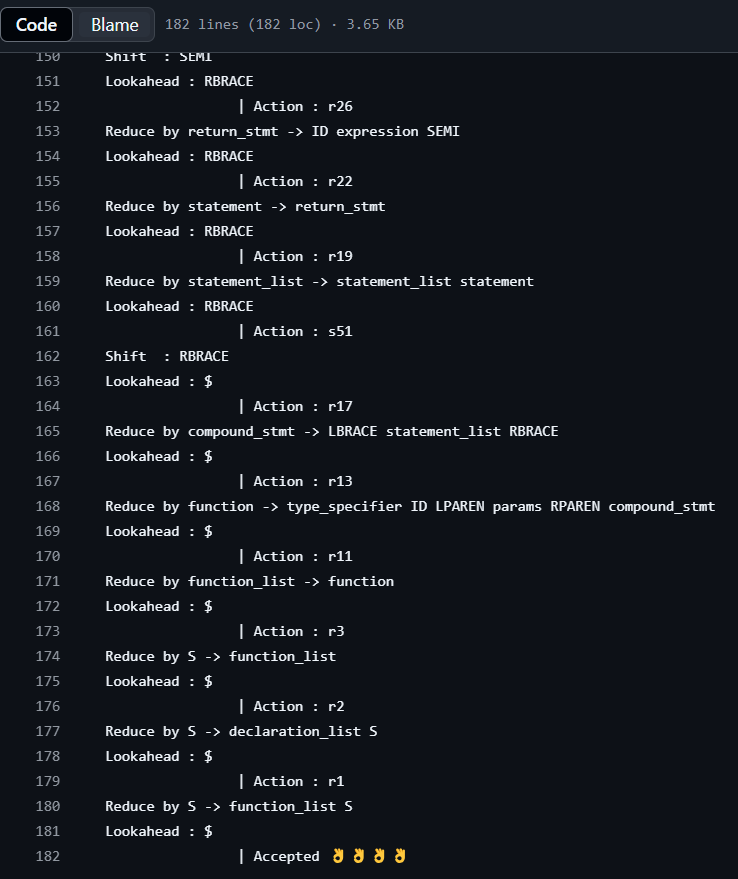 Code Blame 182 lines (182 loc) · 3.65 KB
150 Shift  : SEMI
151 Lookahead : RBRACE
152 | Action : r26
153 Reduce by return_stmt -> ID expression SEMI
154 Lookahead : RBRACE
155 | Action : r22
156 Reduce by statement -> return_stmt
157 Lookahead : RBRACE
158 | Action : r19
159 Reduce by statement_list -> statement_list statement
160 Lookahead : RBRACE
161 | Action : s51
162 Shift  : RBRACE
163 Lookahead : $
164 | Action : r17
165 Reduce by compound_stmt -> LBRACE statement_list RBRACE
166 Lookahead : $
167 | Action : r13
168 Reduce by function -> type_specifier ID LPAREN params RPAREN compound_stmt
169 Lookahead : $
170 | Action : r11
171 Reduce by function_list -> function
172 Lookahead : $
173 | Action : r3
174 Reduce by S -> function_list
175 Lookahead : $
176 | Action : r2
177 Reduce by S -> declaration_list S
178 Lookahead : $
179 | Action : r1
180 Reduce by S -> function_list S
181 Lookahead : $
182 | Accepted 👌👌👌👌